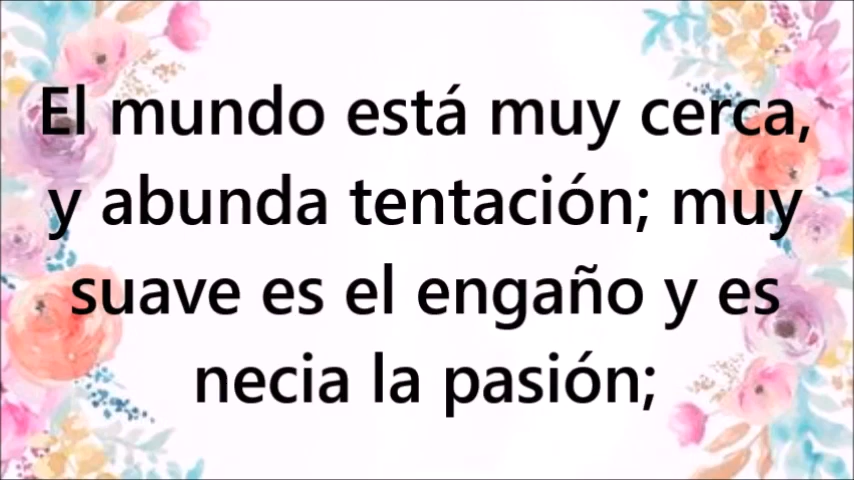 El mundo está muy cerca,
y abunda tentación; muy
suave es el engaño y es
necia la pasión;